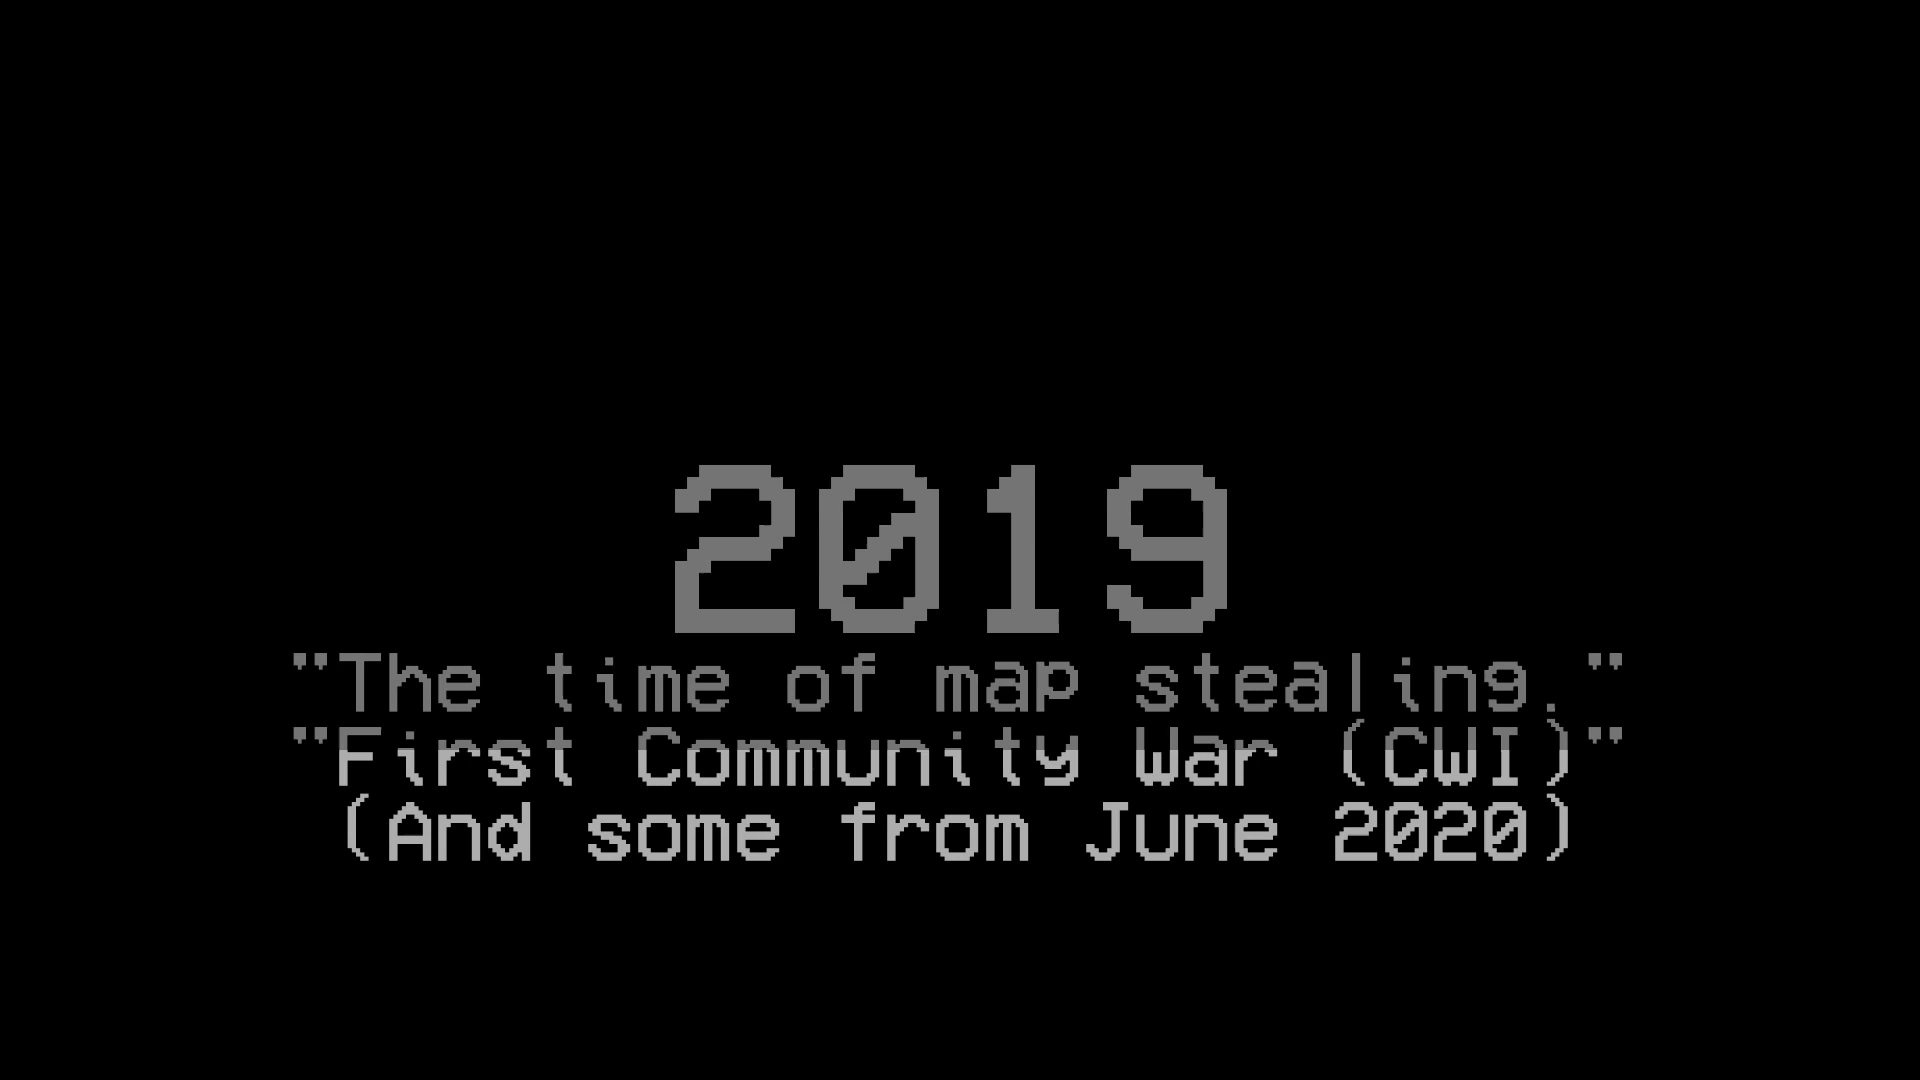 2019
"The time of map stealing."
"First Community War (CWI)"
(And some from June 2020)